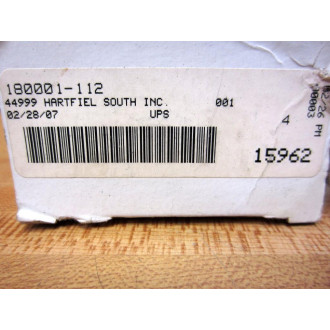 180001-112
44999 HARTFIEL SOUTH INC. 001
02/28/07 UPS
4
15962